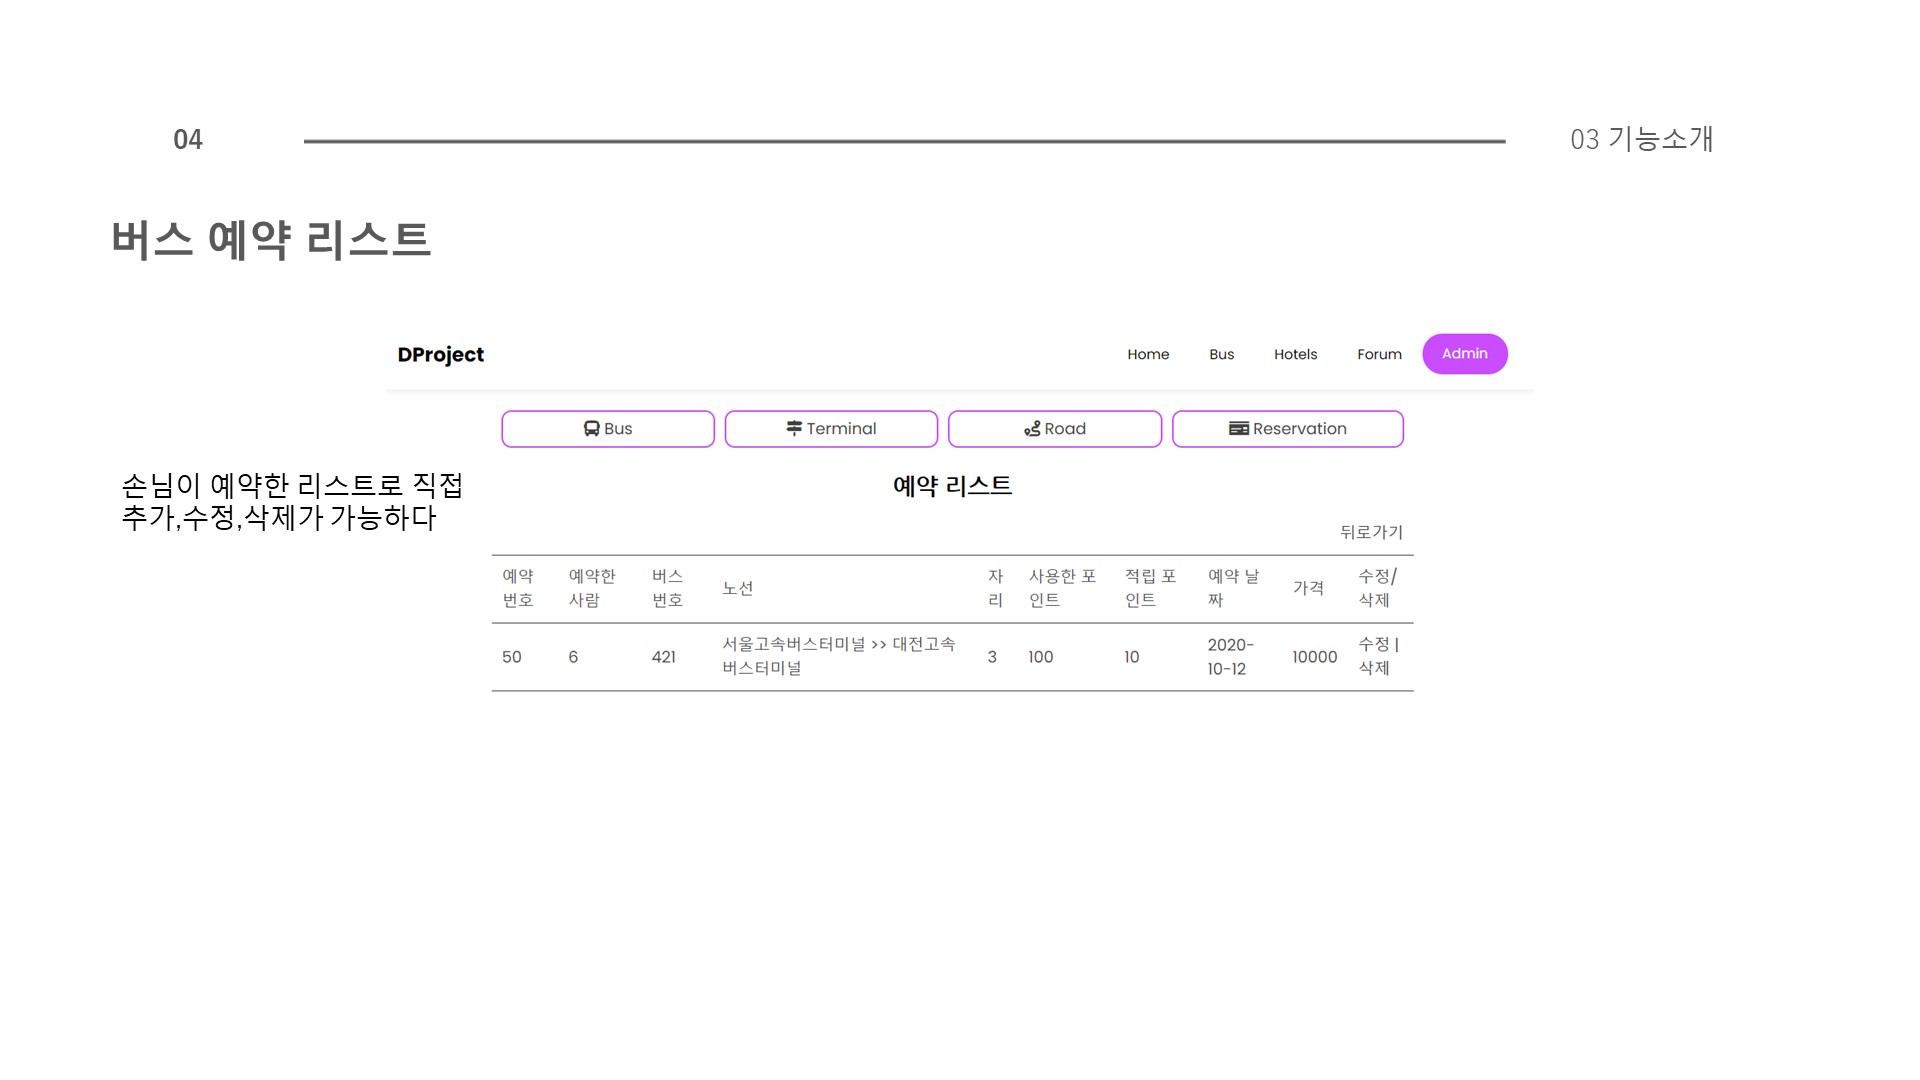 04
03 기능소개
버스 예약 리스트
DProject
Home
Bus
Hotels
Forum
Admin
Bus
Terminal
Road
Reservation
손님이 예약한 리스트로 직접
추가,수정,삭제가 가능하다
예약 리스트
뒤로가기
예약
번호
예약한
사람
버스
번호
노선
자
리
사용한 포
인트
적립 포
인트
예약 날
짜
가격
수정/
삭제
50
6
421
서울고속버스터미널 >> 대전고속
버스터미널
3
100
10
2020-
10-12
10000
수정 |
삭제